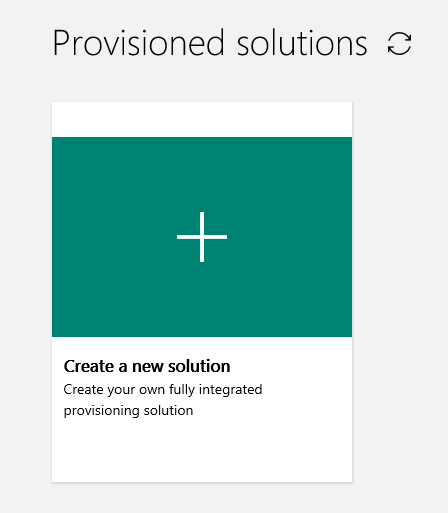 Provisioned solutions
Create a new solution
Create your own fully integrated
provisioning solution